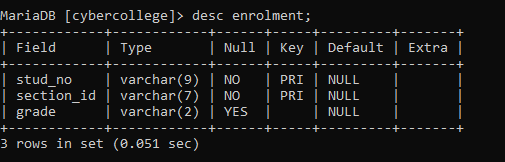 MariaDB [cybercollege]> desc enrolment;
+------------+------------+------+-----+---------+-------+
| Field      | Type       | Null | Key | Default | Extra |
+------------+------------+------+-----+---------+-------+
| stud_no    | varchar(9) | NO   | PRI | NULL    |       |
| section_id | varchar(7) | NO   | PRI | NULL    |       |
| grade      | varchar(2) | YES  |     | NULL    |       |
+------------+------------+------+-----+---------+-------+
3 rows in set (0.051 sec)